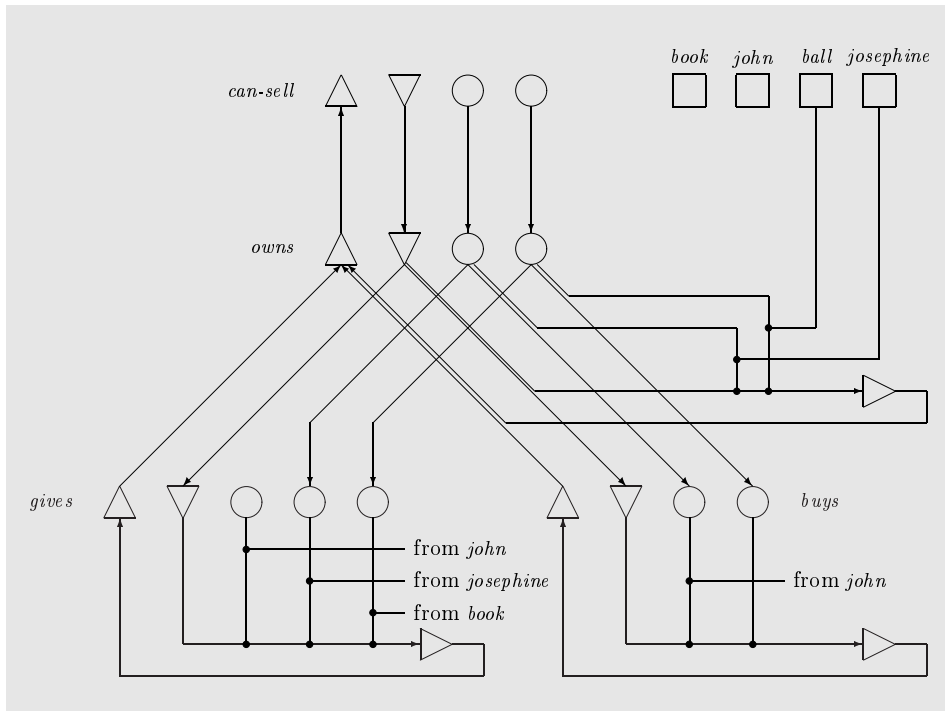 book john ball josephine
can-sell
owns
gives
buys
from john
from josephine
from john
from book